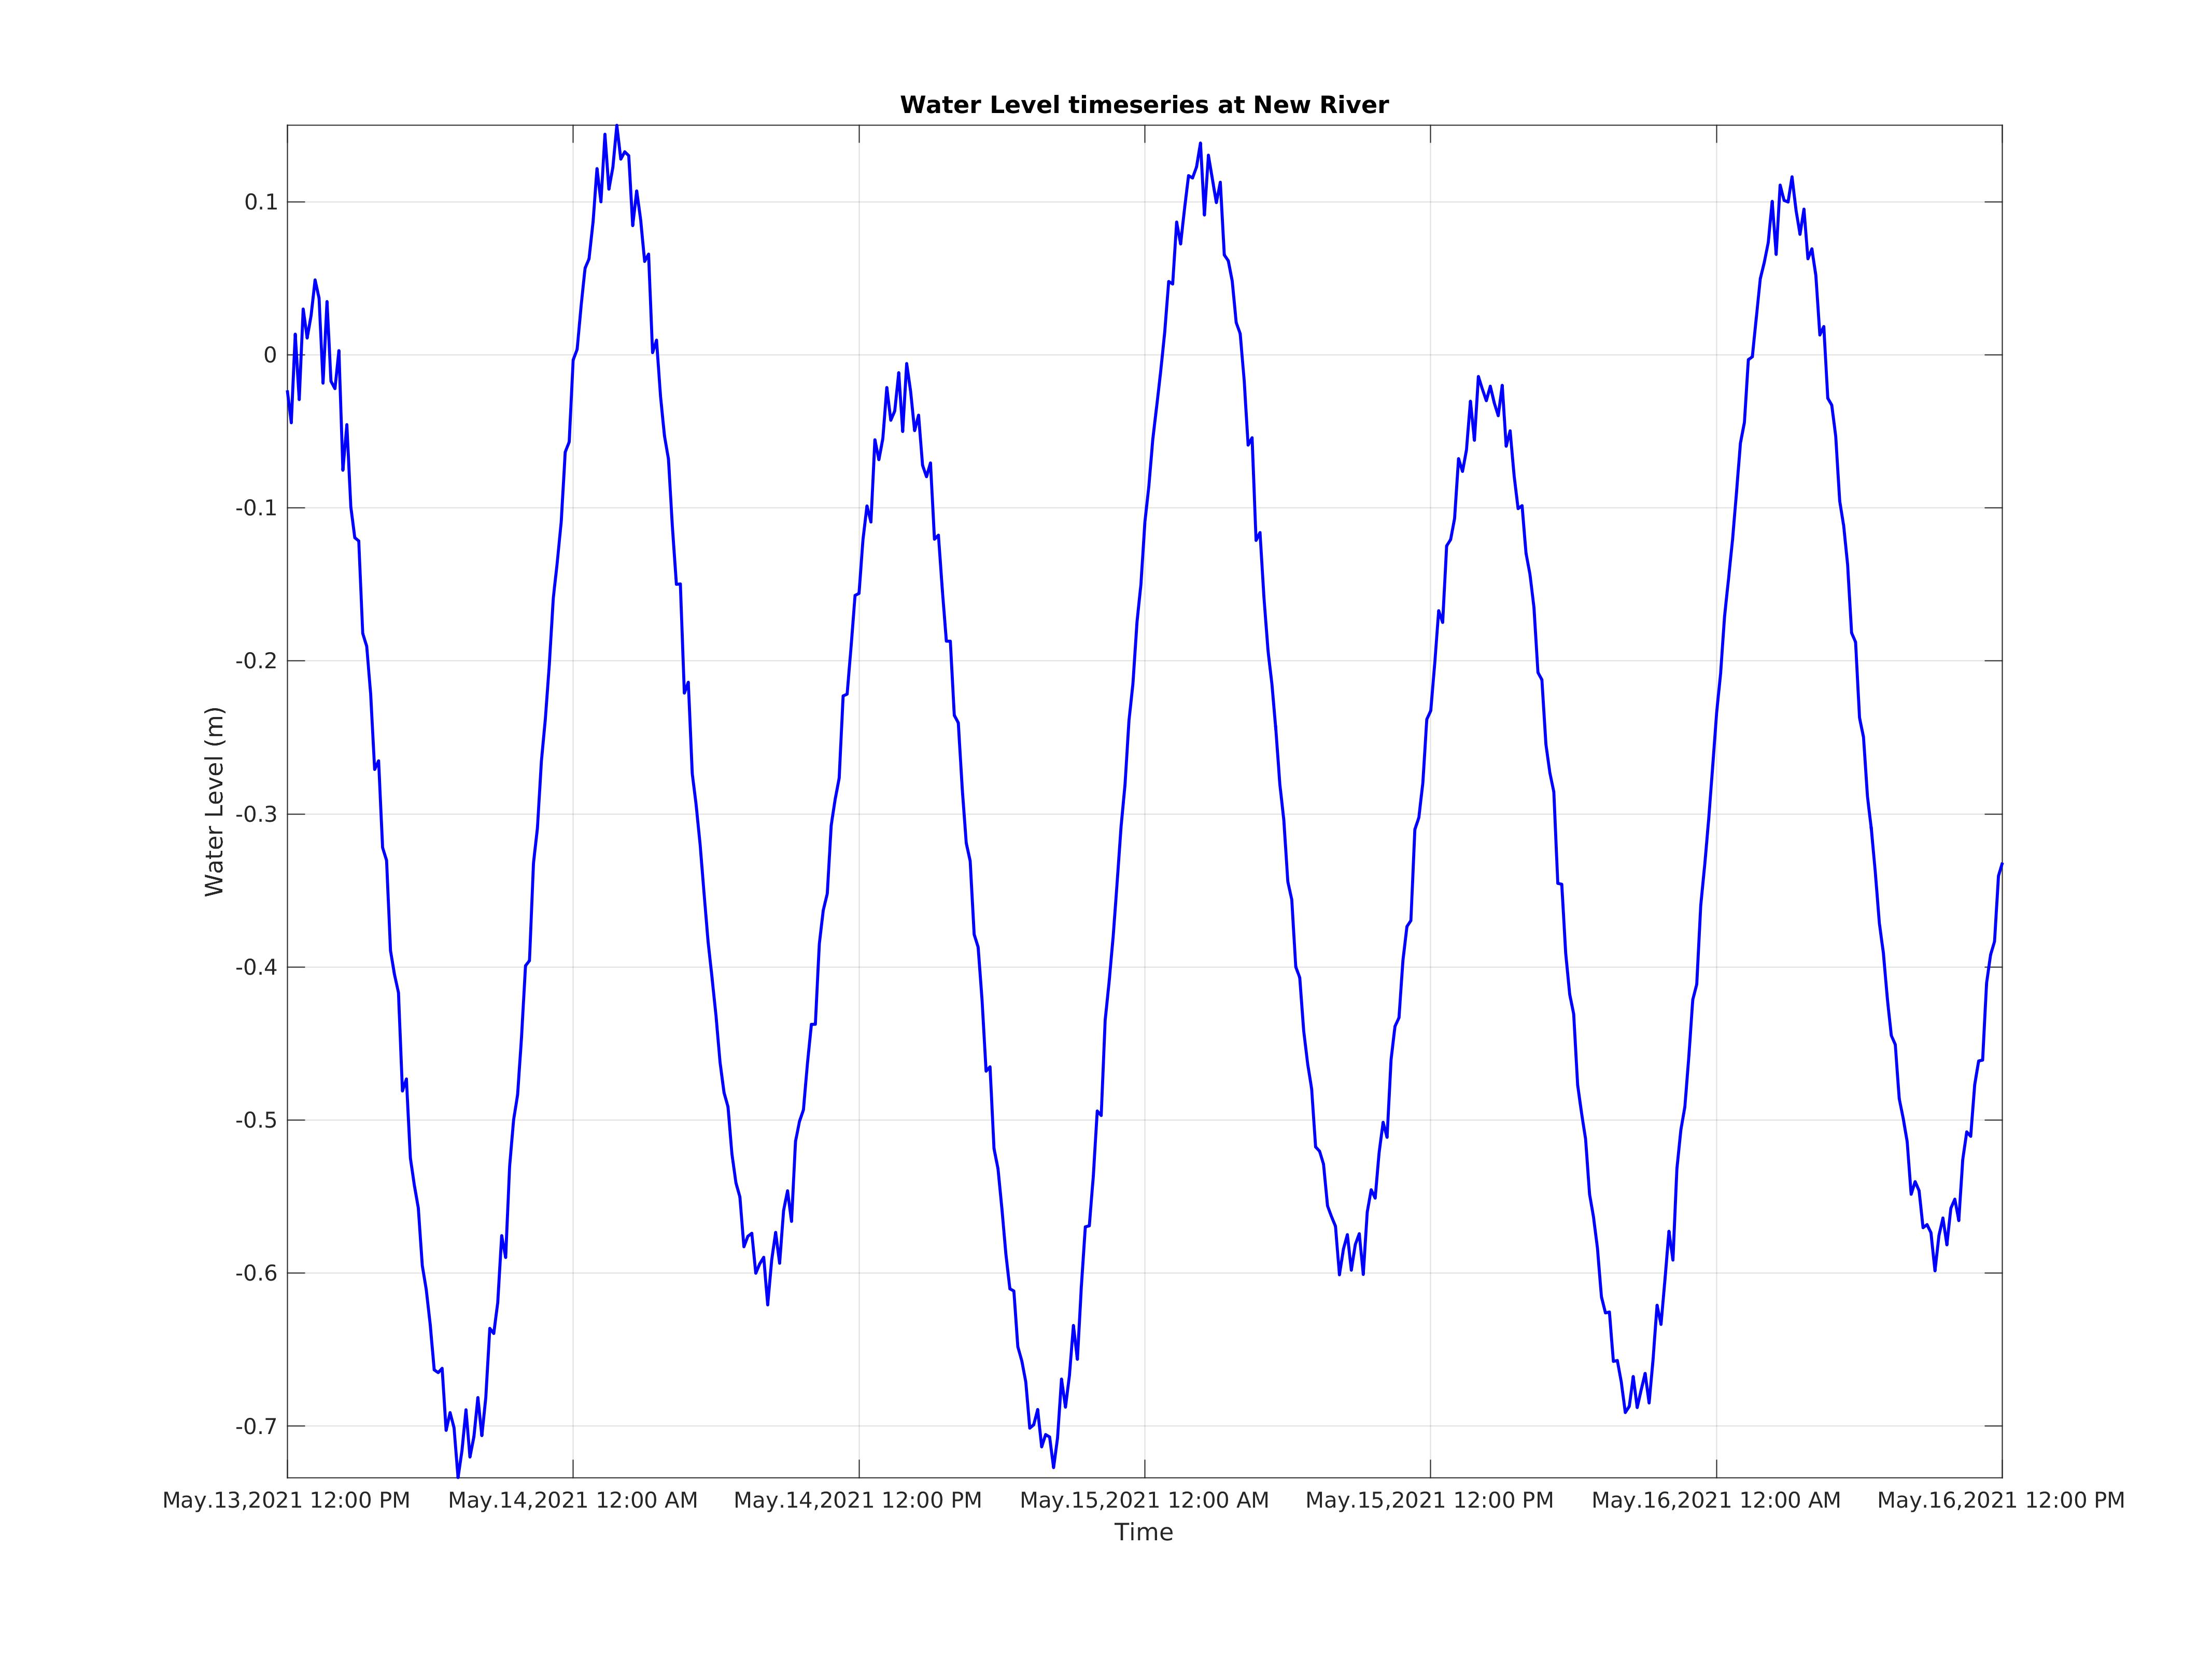 Water Level timeseries at New River
Water Level (m)
0.1
0
-0.1
-0.2
-0.3
-0.4
-0.5
-0.6
-0.7
May.13,2021 12:00 PM
May.14,2021 12:00 AM
May.14,2021 12:00 PM
May.15,2021 12:00 AM
May.15,2021 12:00 PM
May.16,2021 12:00 AM
May.16,2021 12:00 PM
Time